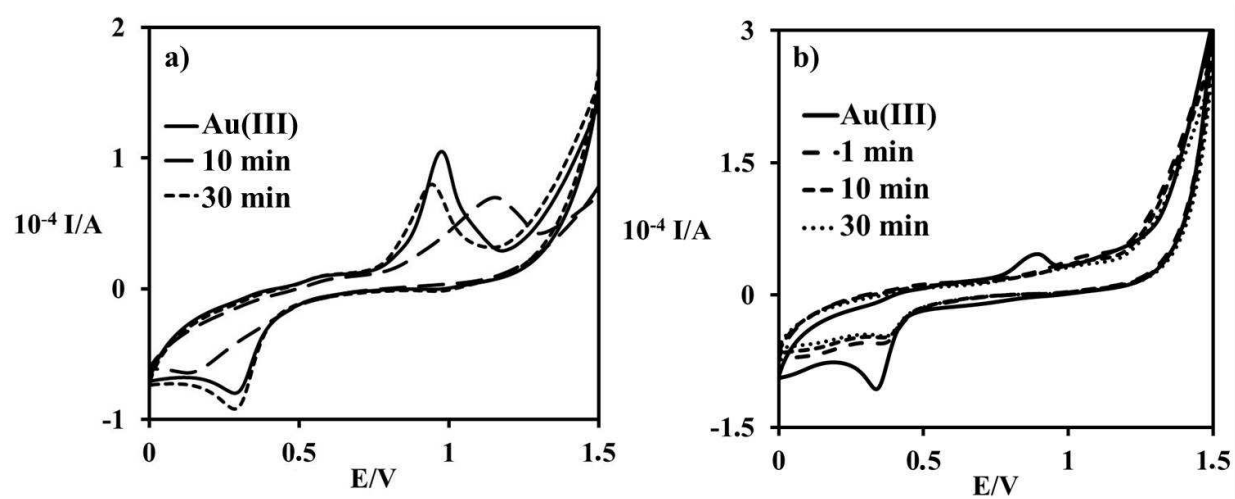 a)
2
1
0
-1
10⁻⁴ I/A
Au(III)
10 min
30 min
0 0.5 1 1.5
E/V
b)
3
1.5
0
-1.5
10⁻⁴ I/A
Au(III)
1 min
10 min
30 min
0 0.5 1 1.5
E/V